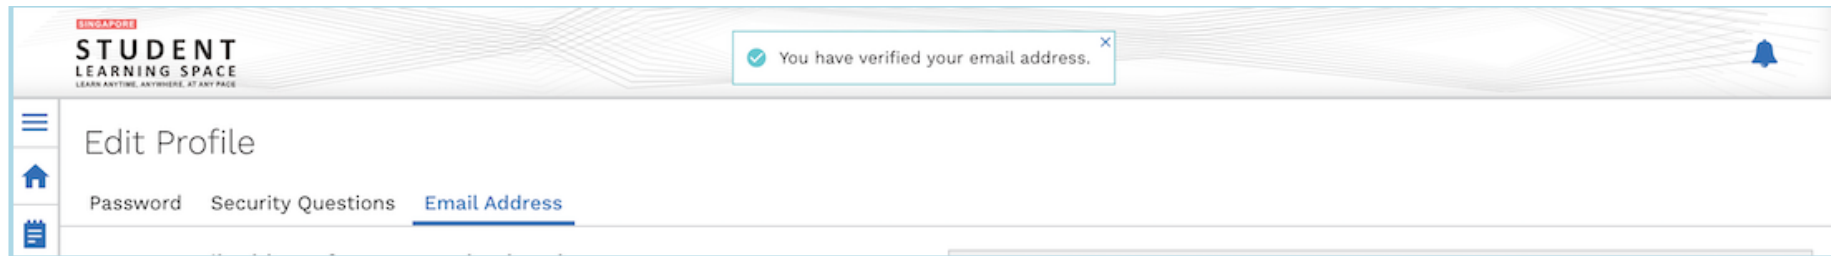 SINGAPORE
STUDENT
LEARNING SPACE
LEARN ANYTIME, ANYWHERE, AT ANY PACE
You have verified your email address.
Edit Profile
Password Security Questions Email Address